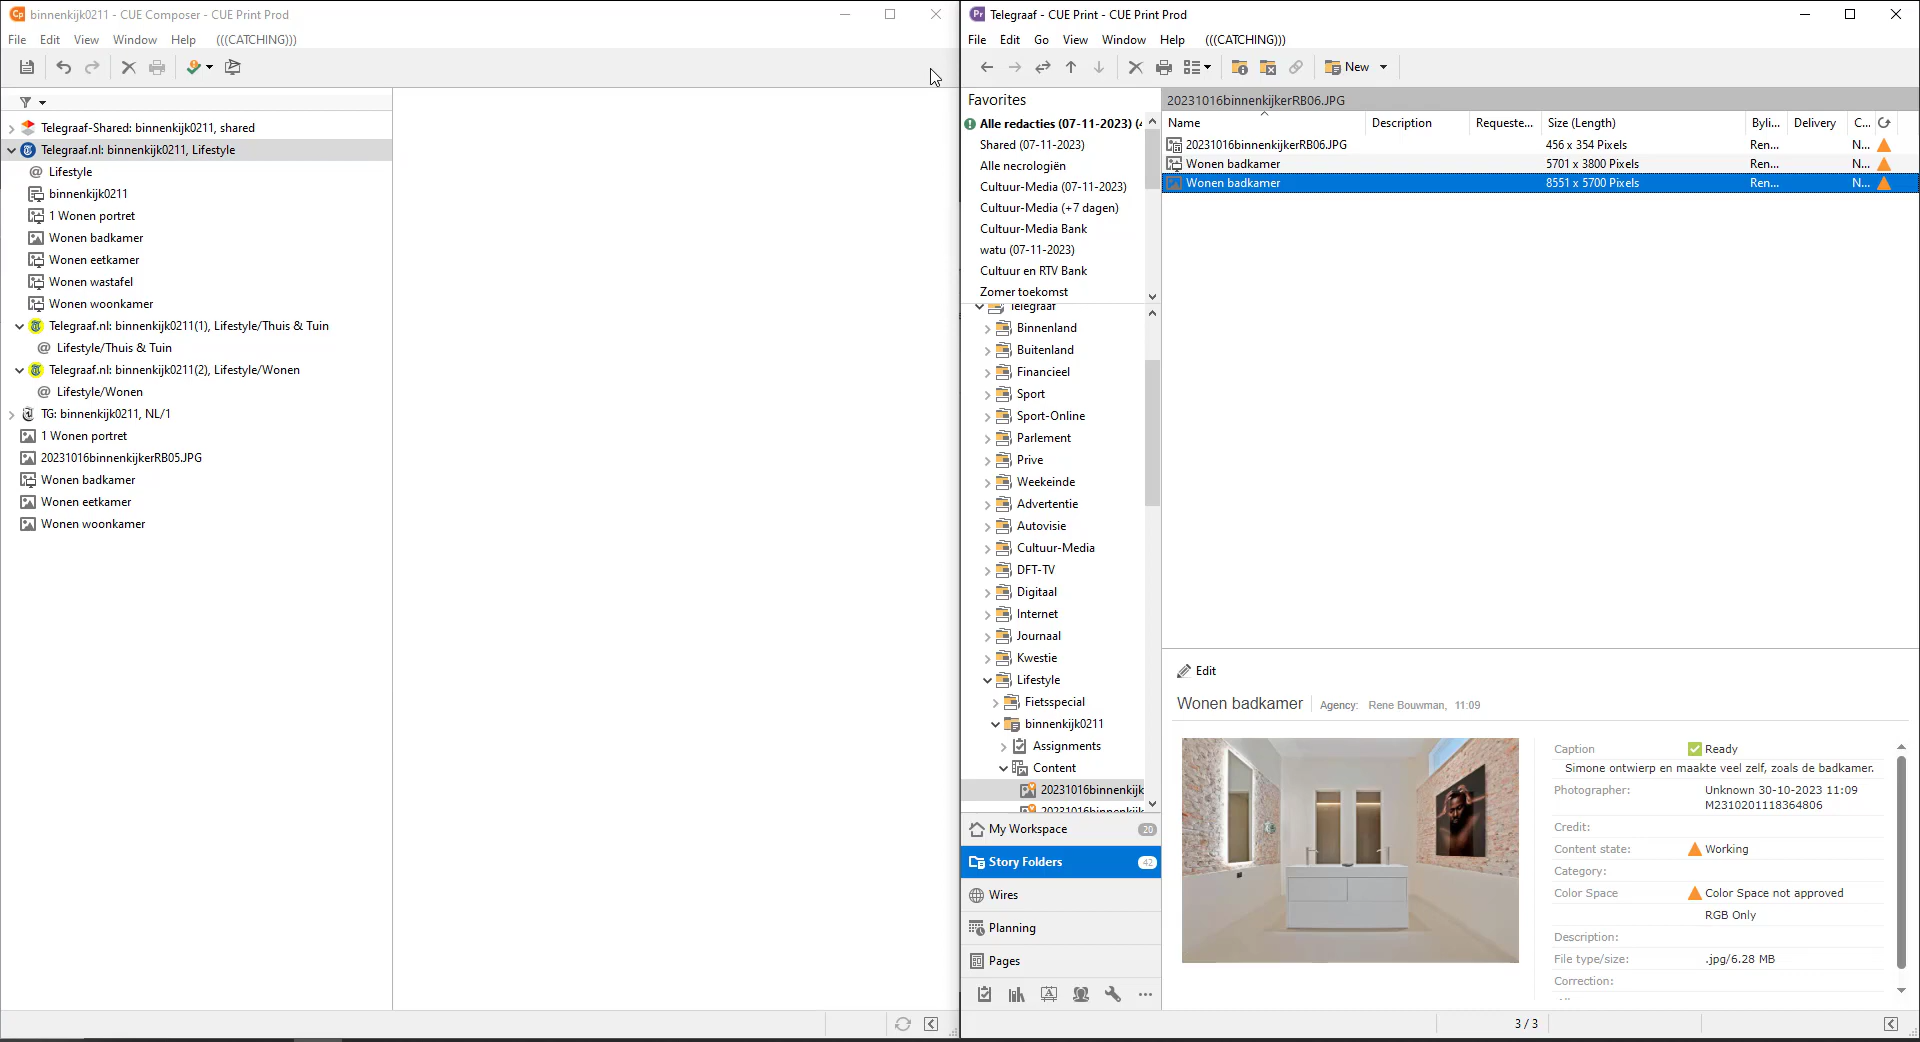 binnenkijk0211 - CUE Composer - CUE Print Prod
File Edit View Window Help (((CATCHING)))
Telegraaf-Shared: binnenkijk0211, shared
Telegraaf.nl: binnenkijk0211, Lifestyle
@ Lifestyle
binnenkijk0211
1 Wonen portret
Wonen badkamer
Wonen eetkamer
Wonen wastafel
Wonen woonkamer
Telegraaf.nl: binnenkijk0211(1), Lifestyle/Thuis & Tuin
@ Lifestyle/Thuis & Tuin
Telegraaf.nl: binnenkijk0211(2), Lifestyle/Wonen
@ Lifestyle/Wonen
TG: binnenkijk0211, NL/1
1 Wonen portret
20231016binnenkijkerRB05.JPG
Wonen badkamer
Wonen eetkamer
Wonen woonkamer
Telegraaf - CUE Print - CUE Print Prod
File Edit Go View Window Help (((CATCHING)))
New
Favorites
Alle redacties (07-11-2023) (4
Shared (07-11-2023)
Alle necrologiën
Cultuur-Media (07-11-2023)
Cultuur-Media (+7 dagen)
Cultuur-Media Bank
watu (07-11-2023)
Cultuur en RTV Bank
Zomer toekomst
Telegraaf
Binnenland
Buitenland
Financieel
Sport
Sport-Online
Parlement
Prive
Weekeinde
Advertentie
Autovisie
Cultuur-Media
DFT-TV
Digitaal
Internet
Journaal
Kwestie
Lifestyle
Fietsspecial
binnenkijk0211
Assignments
Content
20231016binnenkijk
20231016binnenkijk
My Workspace 20
Story Folders 42
Wires
Planning
Pages
20231016binnenkijkerRB06.JPG
Name Description Requeste... Size (Length) Byli... Delivery C...
20231016binnenkijkerRB06.JPG 456 x 354 Pixels Ren... N...
Wonen badkamer 5701 x 3800 Pixels Ren... N...
Wonen badkamer 8551 x 5700 Pixels Ren... N...
Edit
Wonen badkamer Agency: Rene Bouwman, 11:09
Caption Ready
Simone ontwierp en maakte veel zelf, zoals de badkamer.
Photographer: Unknown 30-10-2023 11:09
M2310201118364806
Credit:
Content state: Working
Category:
Color Space Color Space not approved
RGB Only
Description:
File type/size: .jpg/6.28 MB
Correction:
3 / 3